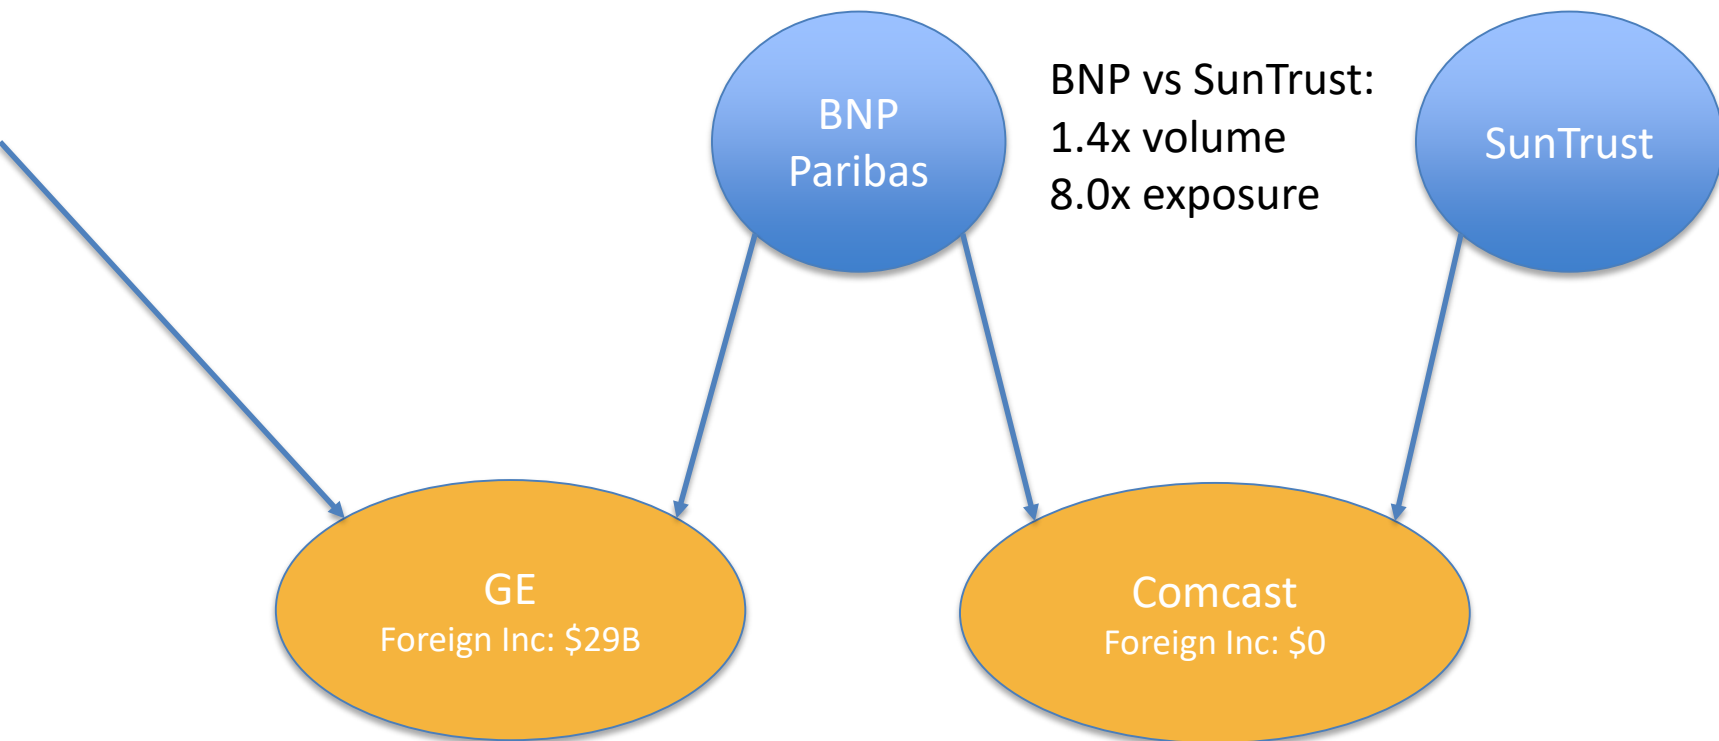 BNP
Paribas
BNP vs SunTrust:
1.4x volume
8.0x exposure
SunTrust
GE
Foreign Inc: $29B
Comcast
Foreign Inc: $0